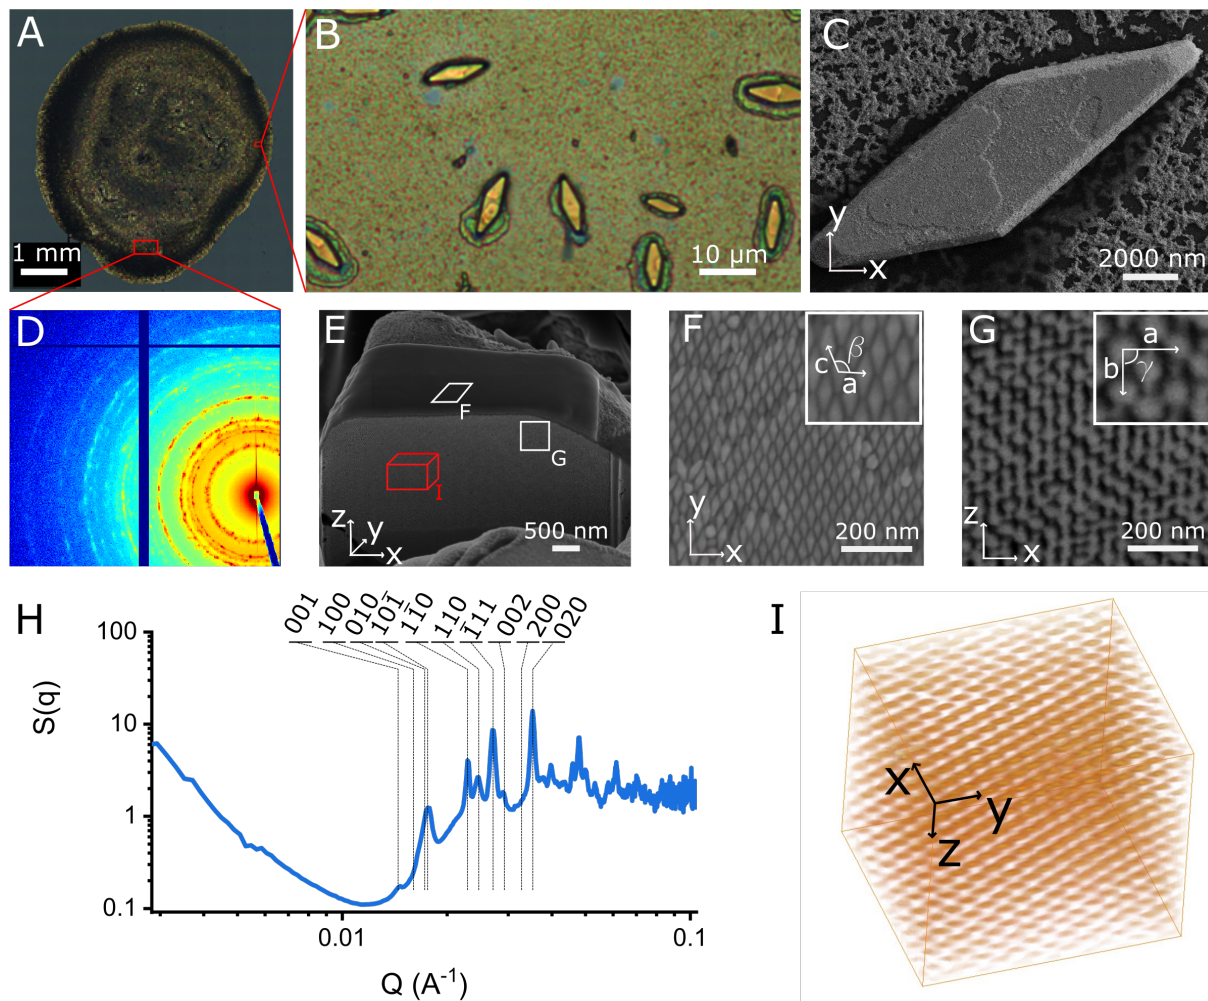 A
1 mm
B
10 µm
C
y
x
2000 nm
D
E
F
G
I
z
y
x
500 nm
F
c
β
a
y
x
200 nm
G
a
b
γ
z
x
200 nm
H
001
100
010
101̅
11̅0
110
1̅11
002
200
020
100
10
1
0.1
S(q)
0.01
0.1
Q (A⁻¹)
I
x
y
z